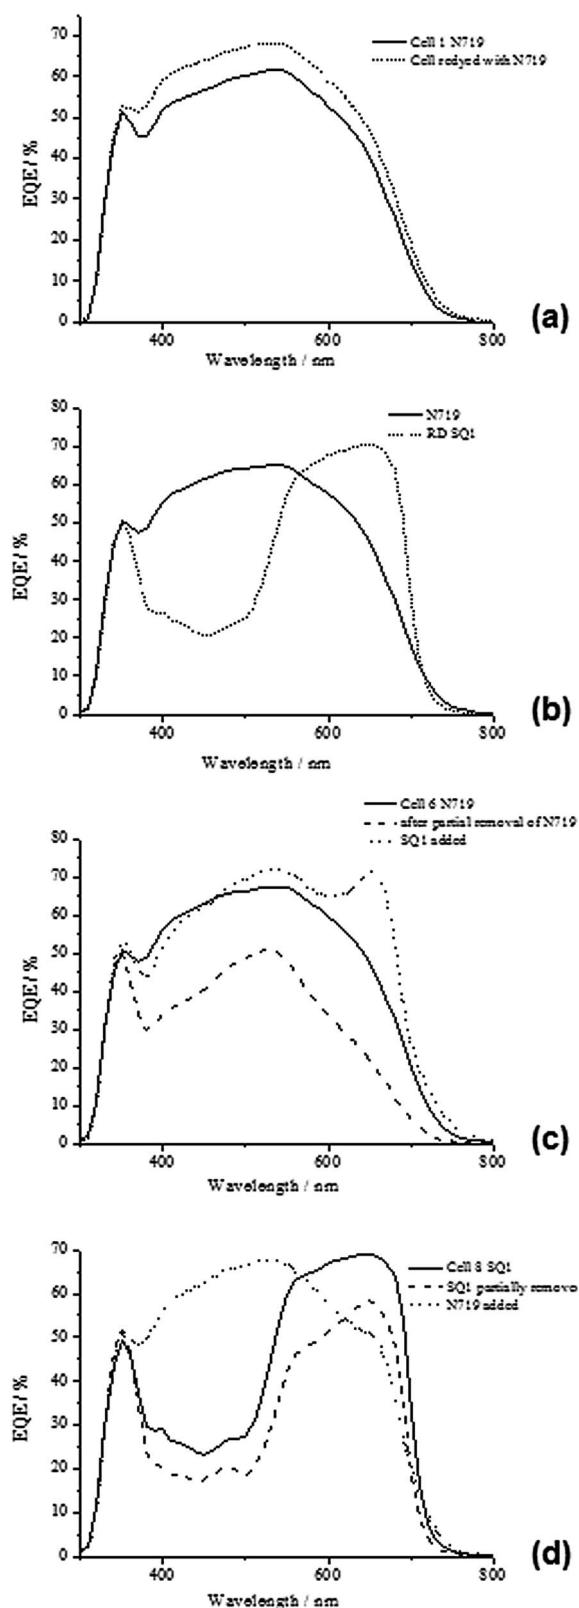 Cell 1 N719
Cell redyed with N719
70
60
50
40
30
20
10
0
EQE / %
400
600
800
Wavelength / nm
(a)
N719
RD SQ1
80
70
60
50
40
30
20
10
0
EQE / %
400
600
800
Wavelength / nm
(b)
Cell 6 N719
after partial removal of N719
SQ1 added
80
70
60
50
40
30
20
10
0
EQE / %
400
600
800
Wavelength / nm
(c)
Cell 8 SQ1
SQ1 partially remove
N719 added
70
60
50
40
30
20
10
0
EQE / %
400
600
800
Wavelength / nm
(d)